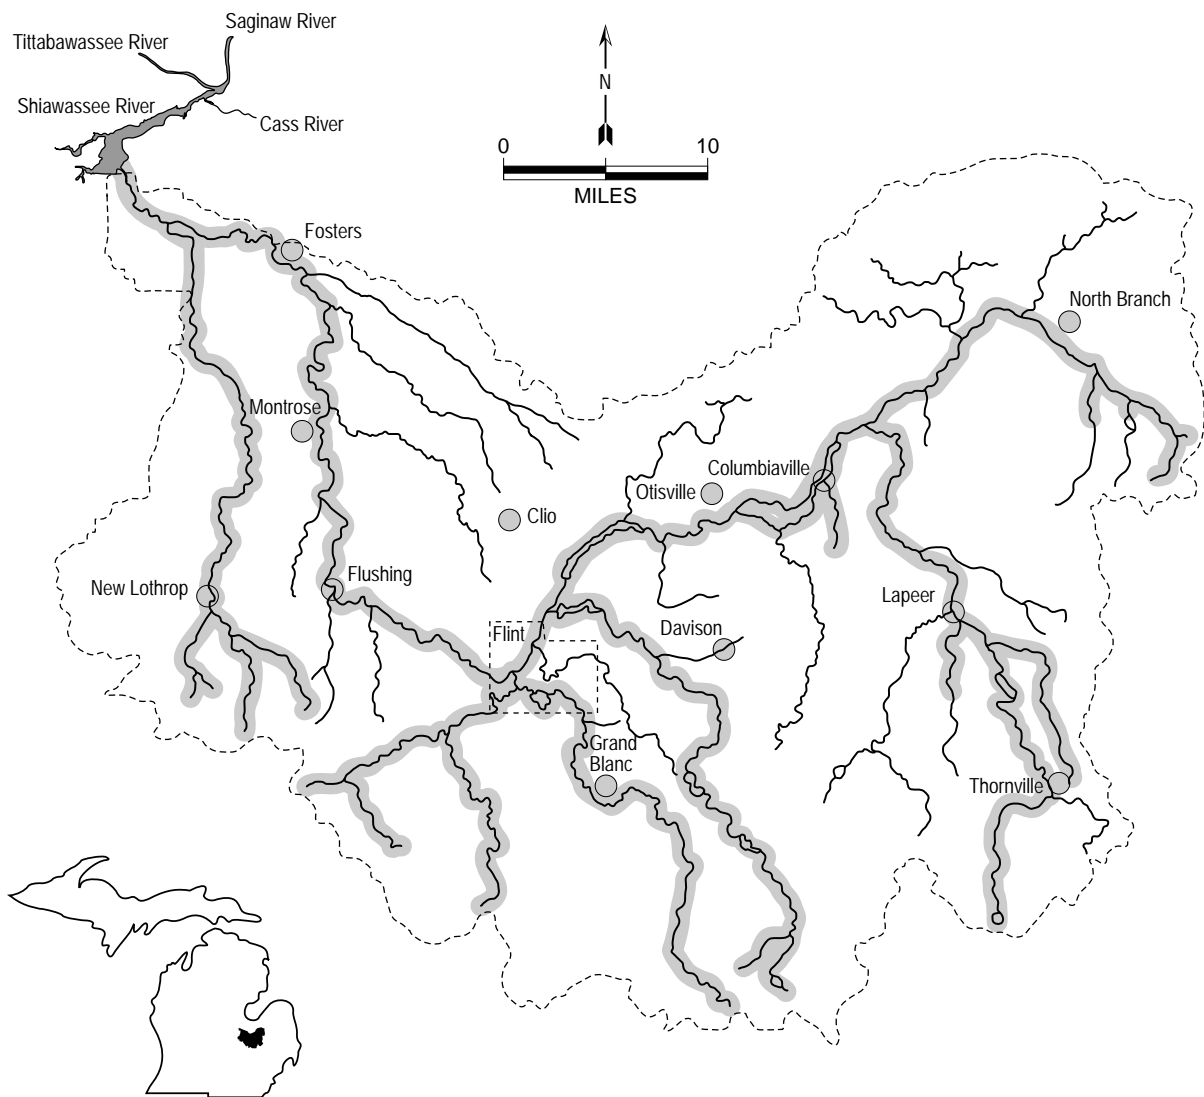 Saginaw River
Tittabawassee River
Shiawassee River
Cass River
N
0 10
MILES
Fosters
North Branch
Montrose
Columbiaville
Otisville
Clio
New Lothrop
Flushing
Lapeer
Flint
Davison
Grand
Blanc
Thornville